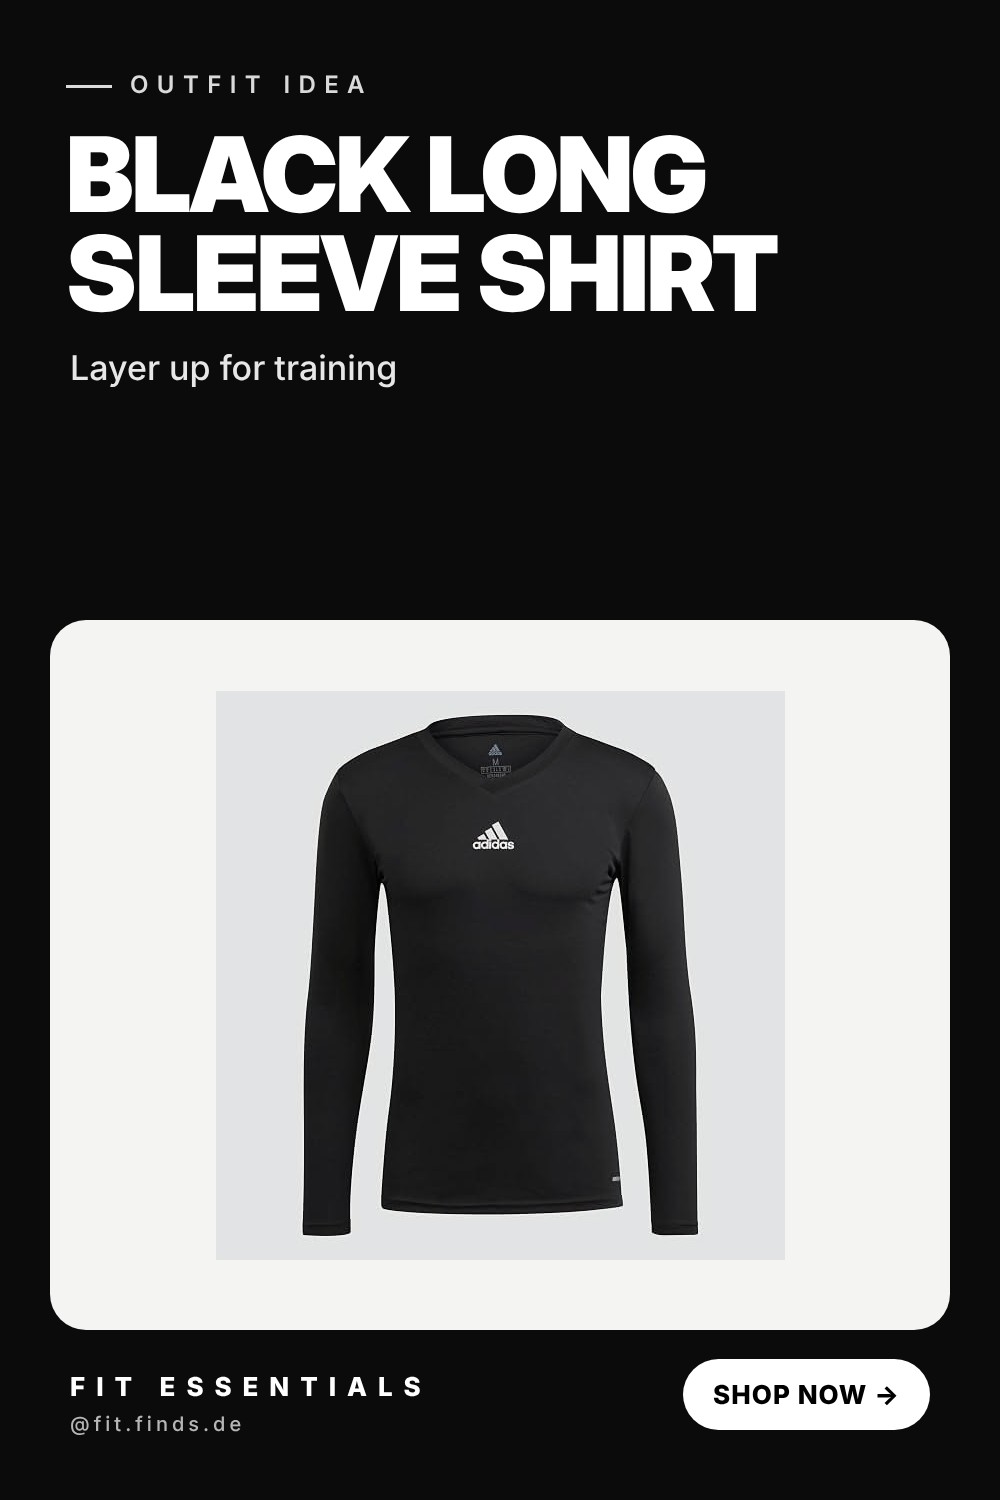 OUTFIT IDEA
BLACK LONG
SLEEVE SHIRT
Layer up for training
M
adidas
FIT ESSENTIALS
@fit.finds.de
SHOP NOW →